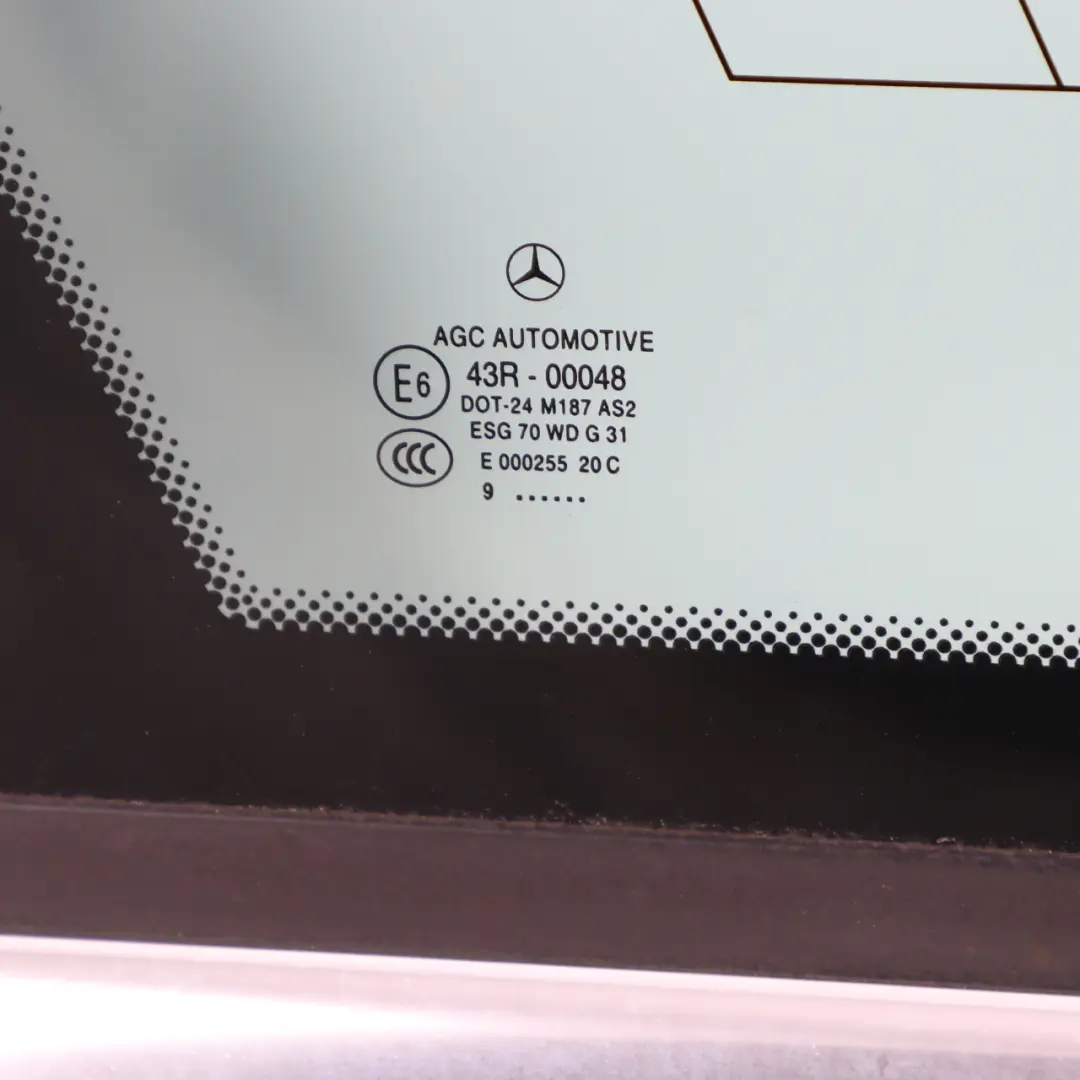 AGC AUTOMOTIVE
E6 43R - 00048
DOT-24 M187 AS2
ESG 70 WD G 31
CCC E 000255 20 C
9 ......